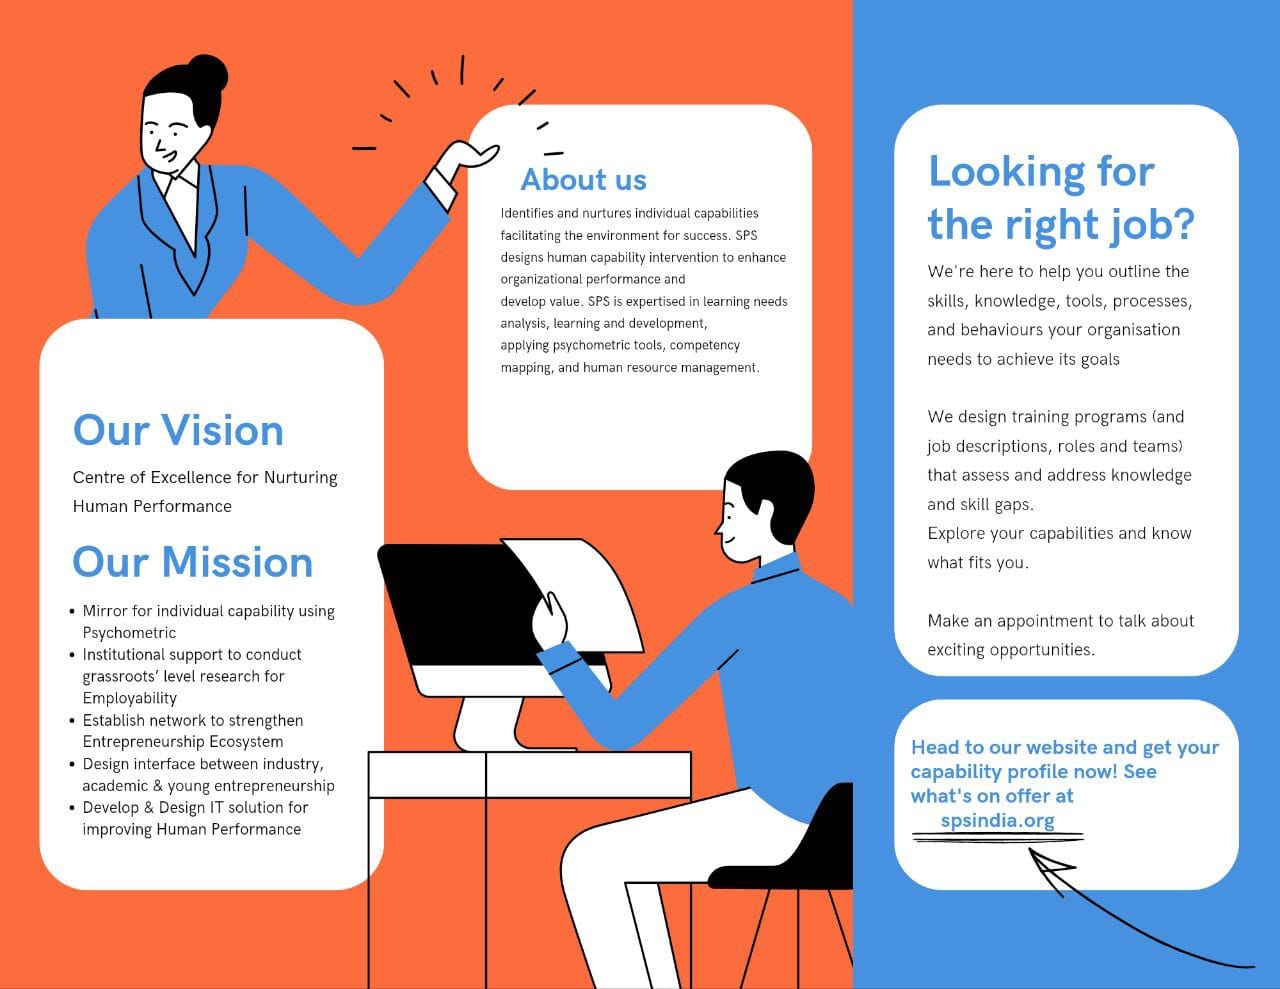 About us
Identifies and nurtures individual capabilities
facilitating the environment for success. SPS
designs human capability intervention to enhance
organizational performance and
develop value. SPS is expertised in learning needs
analysis, learning and development,
applying psychometric tools, competency
mapping, and human resource management.
Our Vision
Centre of Excellence for Nurturing
Human Performance
Our Mission
• Mirror for individual capability using
Psychometric
• Institutional support to conduct
grassroots’ level research for
Employability
• Establish network to strengthen
Entrepreneurship Ecosystem
• Design interface between industry,
academic & young entrepreneurship
• Develop & Design IT solution for
improving Human Performance
Looking for
the right job?
We're here to help you outline the
skills, knowledge, tools, processes,
and behaviours your organisation
needs to achieve its goals
We design training programs (and
job descriptions, roles and teams)
that assess and address knowledge
and skill gaps.
Explore your capabilities and know
what fits you.
Make an appointment to talk about
exciting opportunities.
Head to our website and get your
capability profile now! See
what's on offer at
spsindia.org